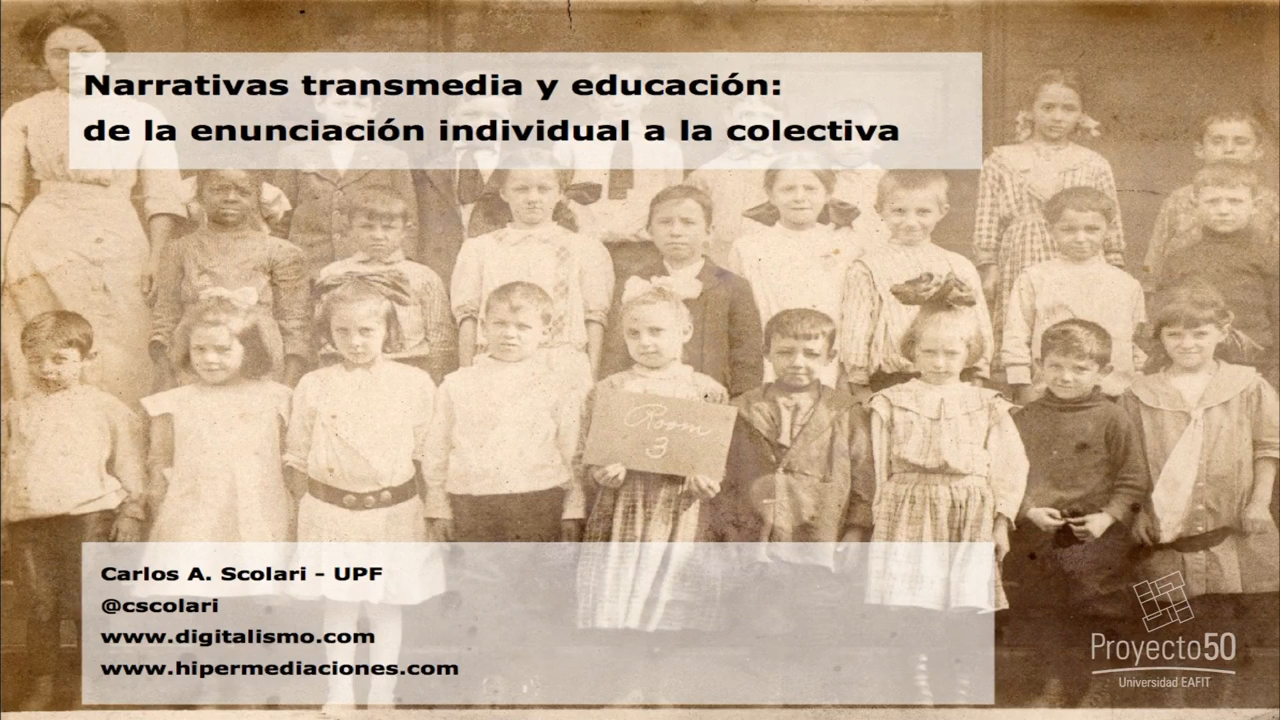 Narrativas transmedia y educación:
de la enunciación individual a la colectiva
Room
3
Carlos A. Scolari - UPF
@cscolari
www.digitalismo.com
www.hipermediaciones.com
Proyecto50
Universidad EAFIT